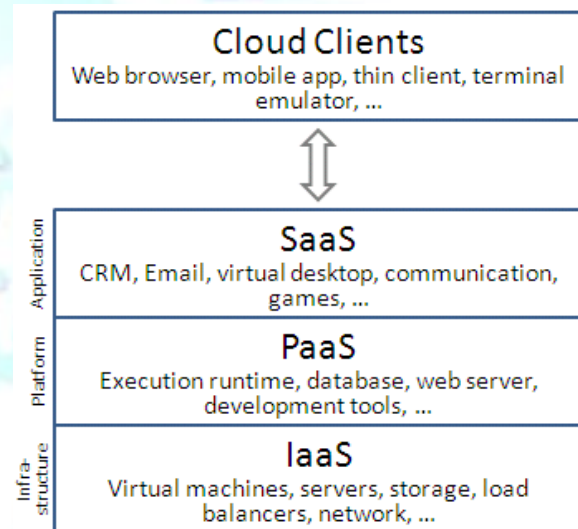 Cloud Clients
Web browser, mobile app, thin client, terminal
emulator, ...
Application
SaaS
CRM, Email, virtual desktop, communication,
games, ...
Platform
PaaS
Execution runtime, database, web server,
development tools, ...
Infra-
structure
IaaS
Virtual machines, servers, storage, load
balancers, network, ...